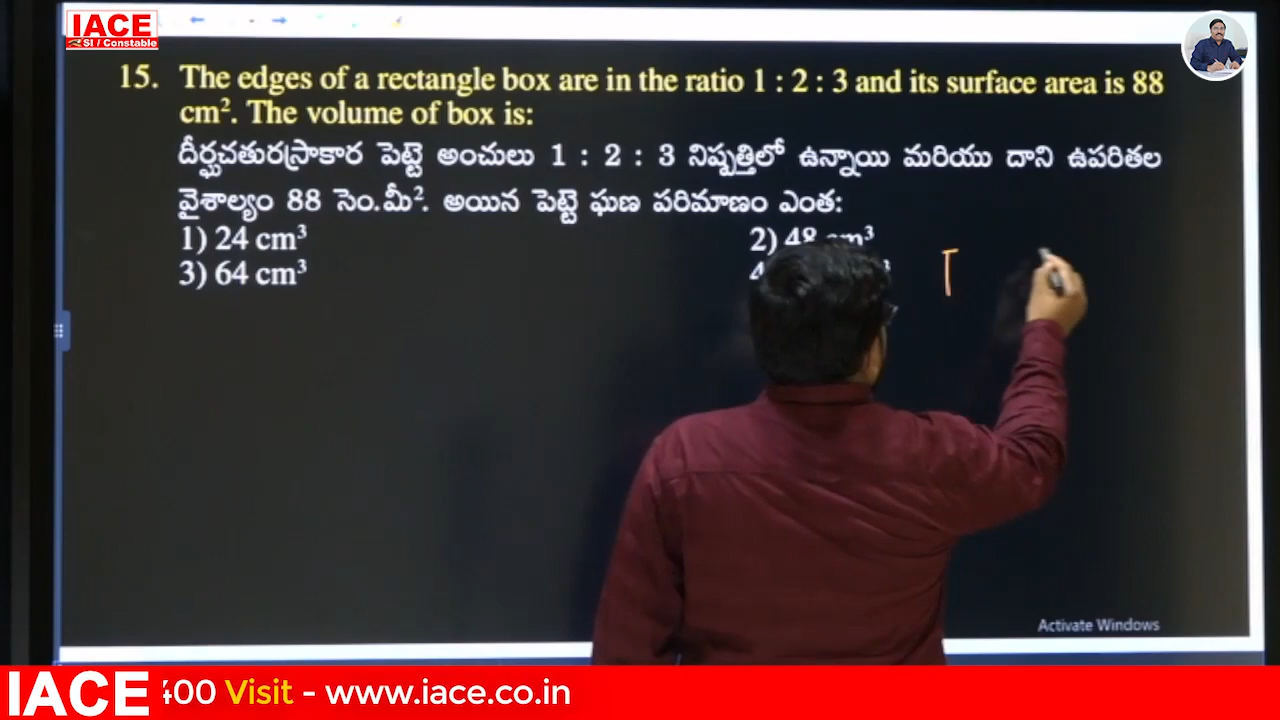 IACE
SI / Constable
15. The edges of a rectangle box are in the ratio 1 : 2 : 3 and its surface area is 88
cm². The volume of box is:
దీర్ఘచతురస్రాకార పెట్టె అంచులు 1 : 2 : 3 నిష్పత్తిలో ఉన్నాయి మరియు దాని ఉపరితల
వైశాల్యం 88 సెం.మీ². అయిన పెట్టె ఘణ పరిమాణం ఎంత:
1) 24 cm³ 2) 48 cm³
3) 64 cm³
Activate Windows
IACE 400 Visit - www.iace.co.in